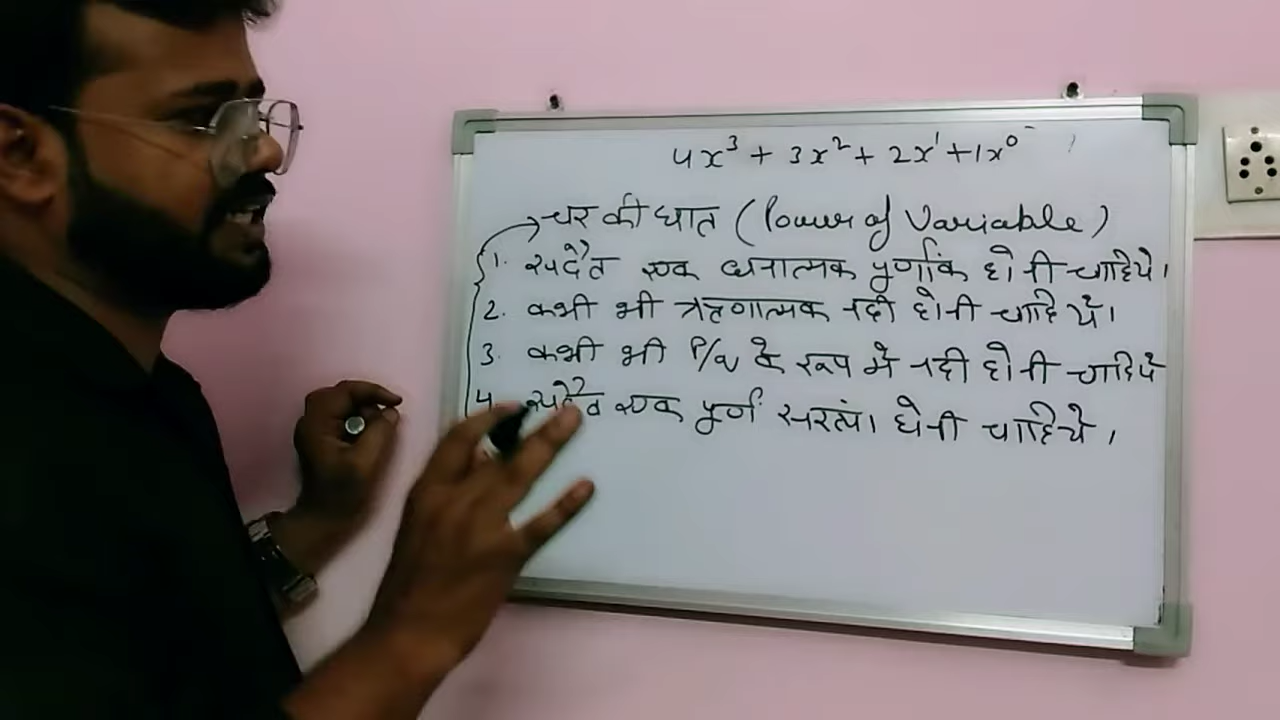 4x³ + 3x² + 2x¹ + 1x⁰
चर की घात (Power of Variable)
1. सदैव एक धनात्मक पूर्णांक होनी चाहिये।
2. कभी भी ऋणात्मक नही होनी चाहिये।
3. कभी भी P/q के रूप मे नही होनी चाहिये
4. सदैव एक पूर्ण संख्या होनी चाहिये।